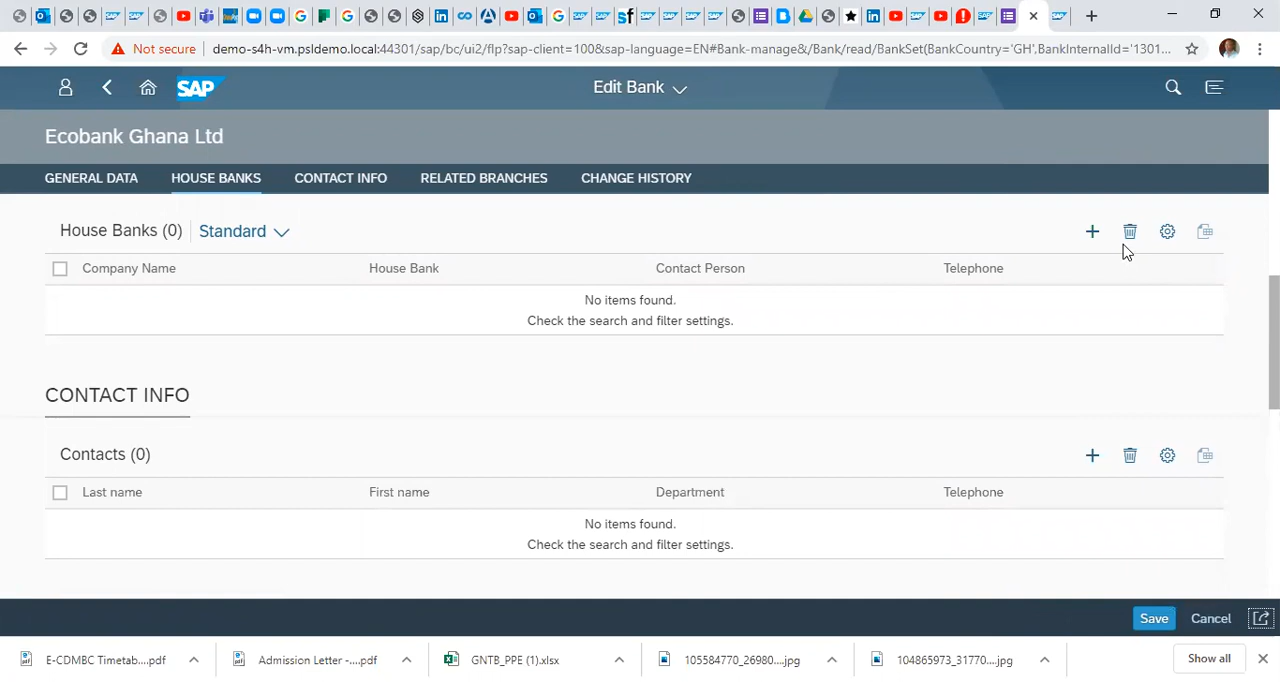 Not secure
demo-s4h-vm.psldemo.local:44301/sap/bc/ui2/flp?sap-client=100&sap-language=EN#Bank-manage&/Bank/read/BankSet(BankCountry='GH',BankInternalId='1301...
SAP
Edit Bank
Ecobank Ghana Ltd
GENERAL DATA HOUSE BANKS CONTACT INFO RELATED BRANCHES CHANGE HISTORY
House Banks (0) Standard
Company Name House Bank Contact Person Telephone
No items found.
Check the search and filter settings.
CONTACT INFO
Contacts (0)
Last name First name Department Telephone
No items found.
Check the search and filter settings.
Save Cancel
E-CDMBC Timetab....pdf Admission Letter -....pdf GNTB_PPE (1).xlsx 105584770_26980....jpg 104865973_31770....jpg Show all